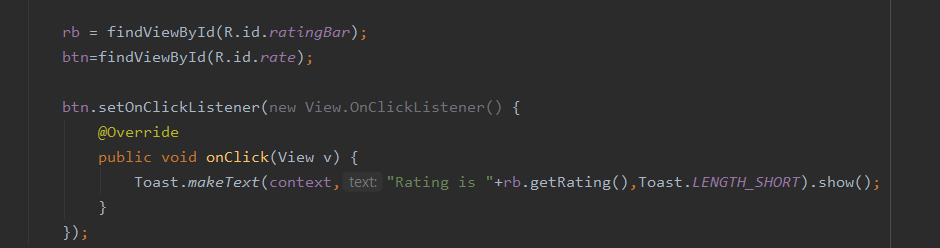 rb = findViewById(R.id.ratingBar);
btn=findViewById(R.id.rate);
btn.setOnClickListener(new View.OnClickListener() {
@Override
public void onClick(View v) {
Toast.makeText(context, text: "Rating is "+rb.getRating(),Toast.LENGTH_SHORT).show();
}
});